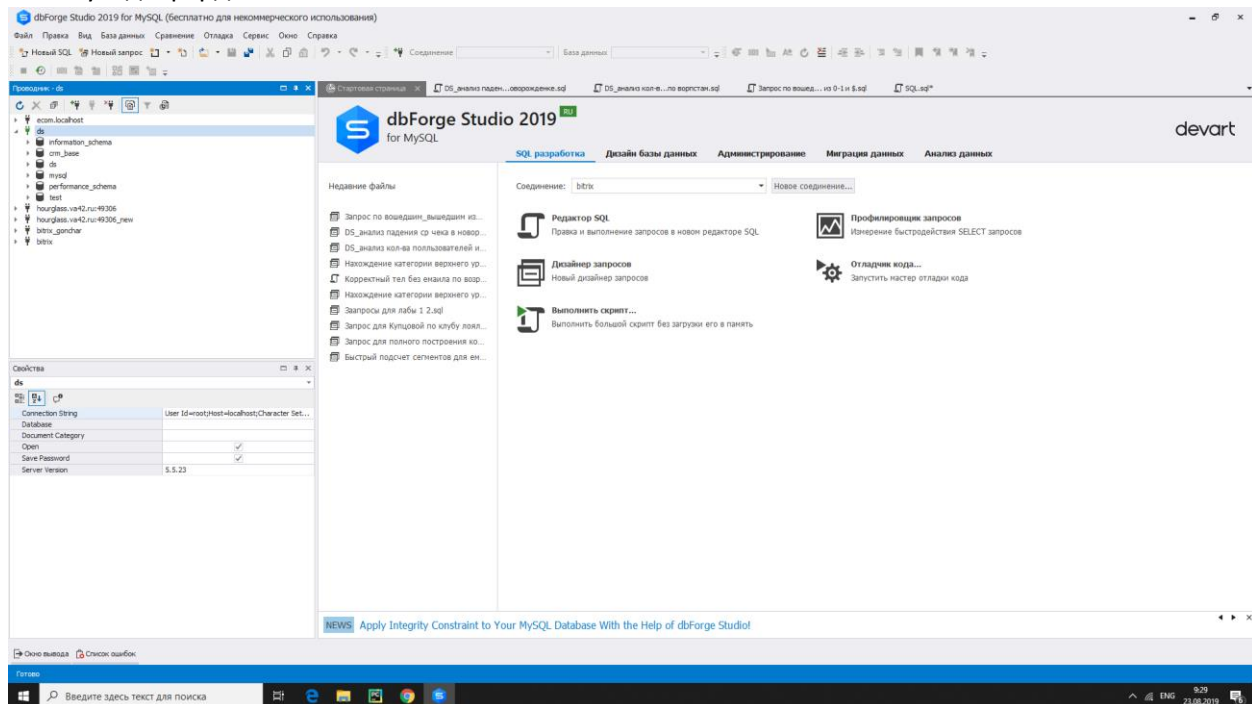 dbForge Studio 2019 for MySQL (бесплатно для некоммерческого использования)
Файл Правка Вид База данных Сравнение Отладка Сервис Окно Справка
Новый SQL Новый запрос Соединение База данных
Проводник - ds
ecom.localhost
ds
information_schema
crm_base
ds
mysql
performance_schema
test
hourglass.va42.ru:49306
hourglass.va42.ru:49306_new
bitrix_gonchar
bitrix
Свойства
ds
Connection String User Id=root;Host=localhost;Character Set...
Database
Document Category
Open
Save Password
Server Version 5.5.23
Стартовая страница DS_анализ паден...оворожденке.sql DS_анализ кол-в...по ворпстан.sql Запрос по вошед... из 0-1 и $.sql SQL.sql*
dbForge Studio 2019 RU
for MySQL
devart
SQL разработка Дизайн базы данных Администрирование Миграция данных Анализ данных
Недавние файлы
Запрос по вошедшим_вышедшим из...
DS_анализ падения ср чека в новор...
DS_анализ кол-ва попльзователей и...
Нахождение категории верхнего ур...
Корректный тел без емаила по возр...
Нахождение категории верхнего ур...
Заапросы для лабы 1 2.sql
Запрос для Купцовой по клубу лоял...
Запрос для полного построения ко...
Быстрый подсчет сегментов для ем...
Соединение: bitrix Новое соединение...
Редактор SQL
Правка и выполнение запросов в новом редакторе SQL
Дизайнер запросов
Новый дизайнер запросов
Выполнить скрипт...
Выполнить большой скрипт без загрузки его в память
Профилировщик запросов
Измерение быстродействия SELECT запросов
Отладчик кода...
Запустить мастер отладки кода
NEWS Apply Integrity Constraint to Your MySQL Database With the Help of dbForge Studio!
Окно вывода Список ошибок
Готово
Введите здесь текст для поиска
ENG 9:29
23.08.2019